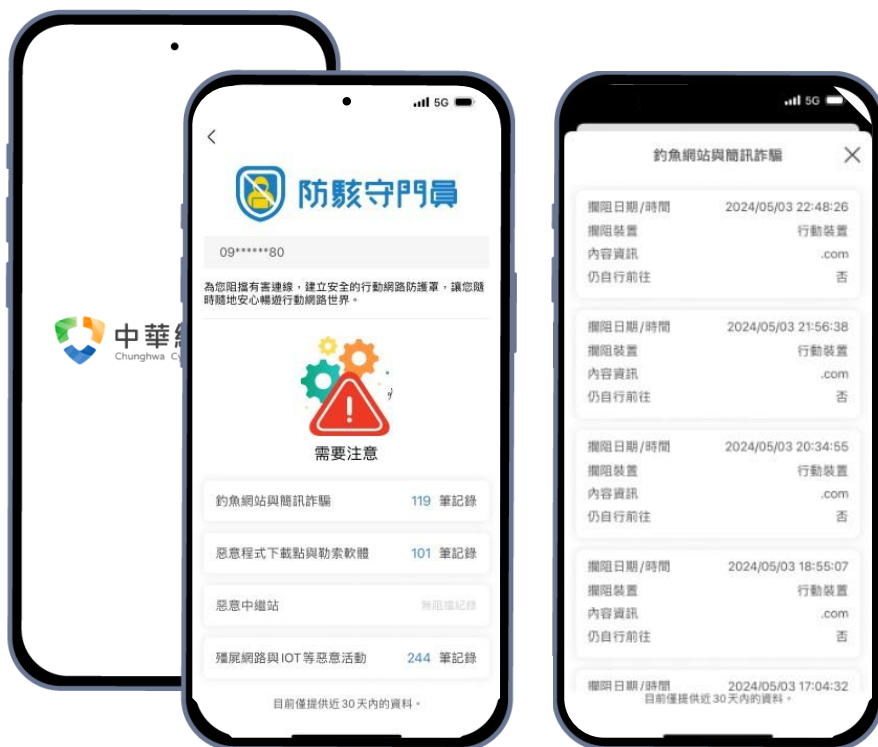 中華
Chunghwa
5G
防駭守門員
09******80
為您阻擋有害連線,建立安全的行動網路防護罩,讓您隨
時隨地安心暢遊行動網路世界。
需要注意
釣魚網站與簡訊詐騙 119 筆記錄
惡意程式下載點與勒索軟體 101 筆記錄
惡意中繼站 無阻擋紀錄
殭屍網路與IOT等惡意活動 244 筆記錄
目前僅提供近30天內的資料。
5G
釣魚網站與簡訊詐騙
攔阻日期/時間 2024/05/03 22:48:26
攔阻裝置 行動裝置
內容資訊 .com
仍自行前往 否
攔阻日期/時間 2024/05/03 21:56:38
攔阻裝置 行動裝置
內容資訊 .com
仍自行前往 否
攔阻日期/時間 2024/05/03 20:34:55
攔阻裝置 行動裝置
內容資訊 .com
仍自行前往 否
攔阻日期/時間 2024/05/03 18:55:07
攔阻裝置 行動裝置
內容資訊 .com
仍自行前往 否
攔阻日期/時間 2024/05/03 17:04:32
目前僅提供近30天內的資料。